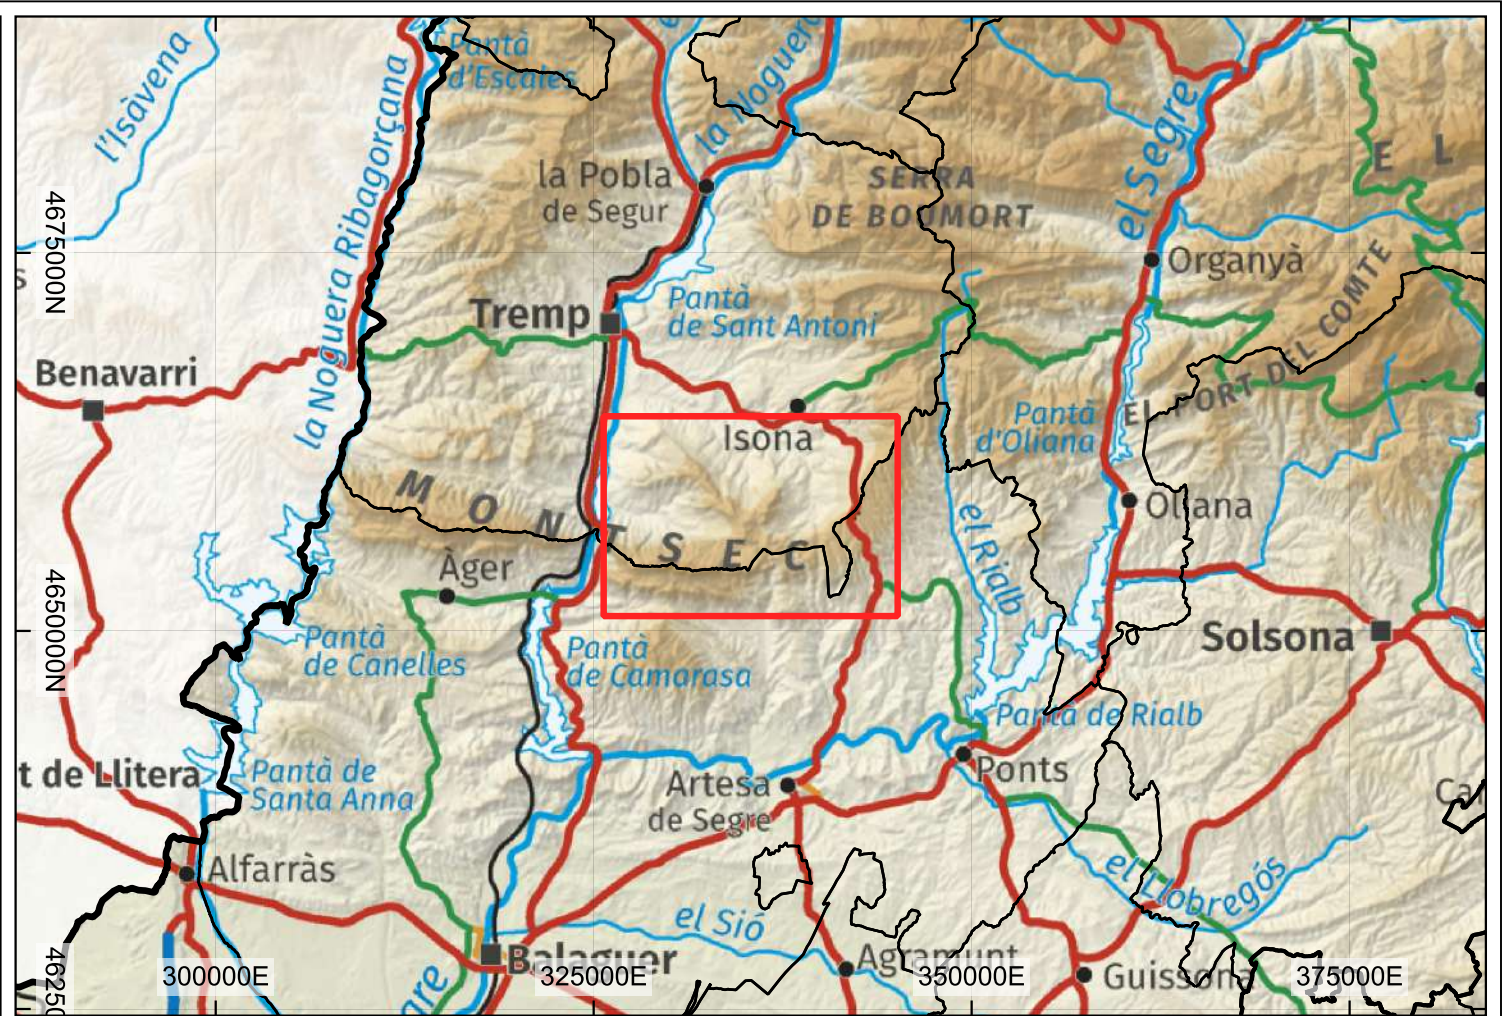 l'Isàvena
Pantà
d'Escales
la Noguera
la Noguera Ribagorçana
el Segre
E L
la Pobla
de Segur
SERRA
DE BOUMORT
4675000N
Organyà
Tremp
Pantà
de Sant Antoni
EL PORT DEL COMTE
Benavarri
Isona
Pantà
d'Oliana
MONTSEC
Oliana
el Rialb
Àger
4650000N
Pantà
de Canelles
Pantà
de Camarasa
Solsona
Pantà de Rialb
t de Llitera
Pantà de
Santa Anna
Artesa
de Segre
Ponts
Alfarràs
el Llobregós
el Sió
Balaguer
Agramunt
Guissona
46250
300000E
325000E
350000E
375000E